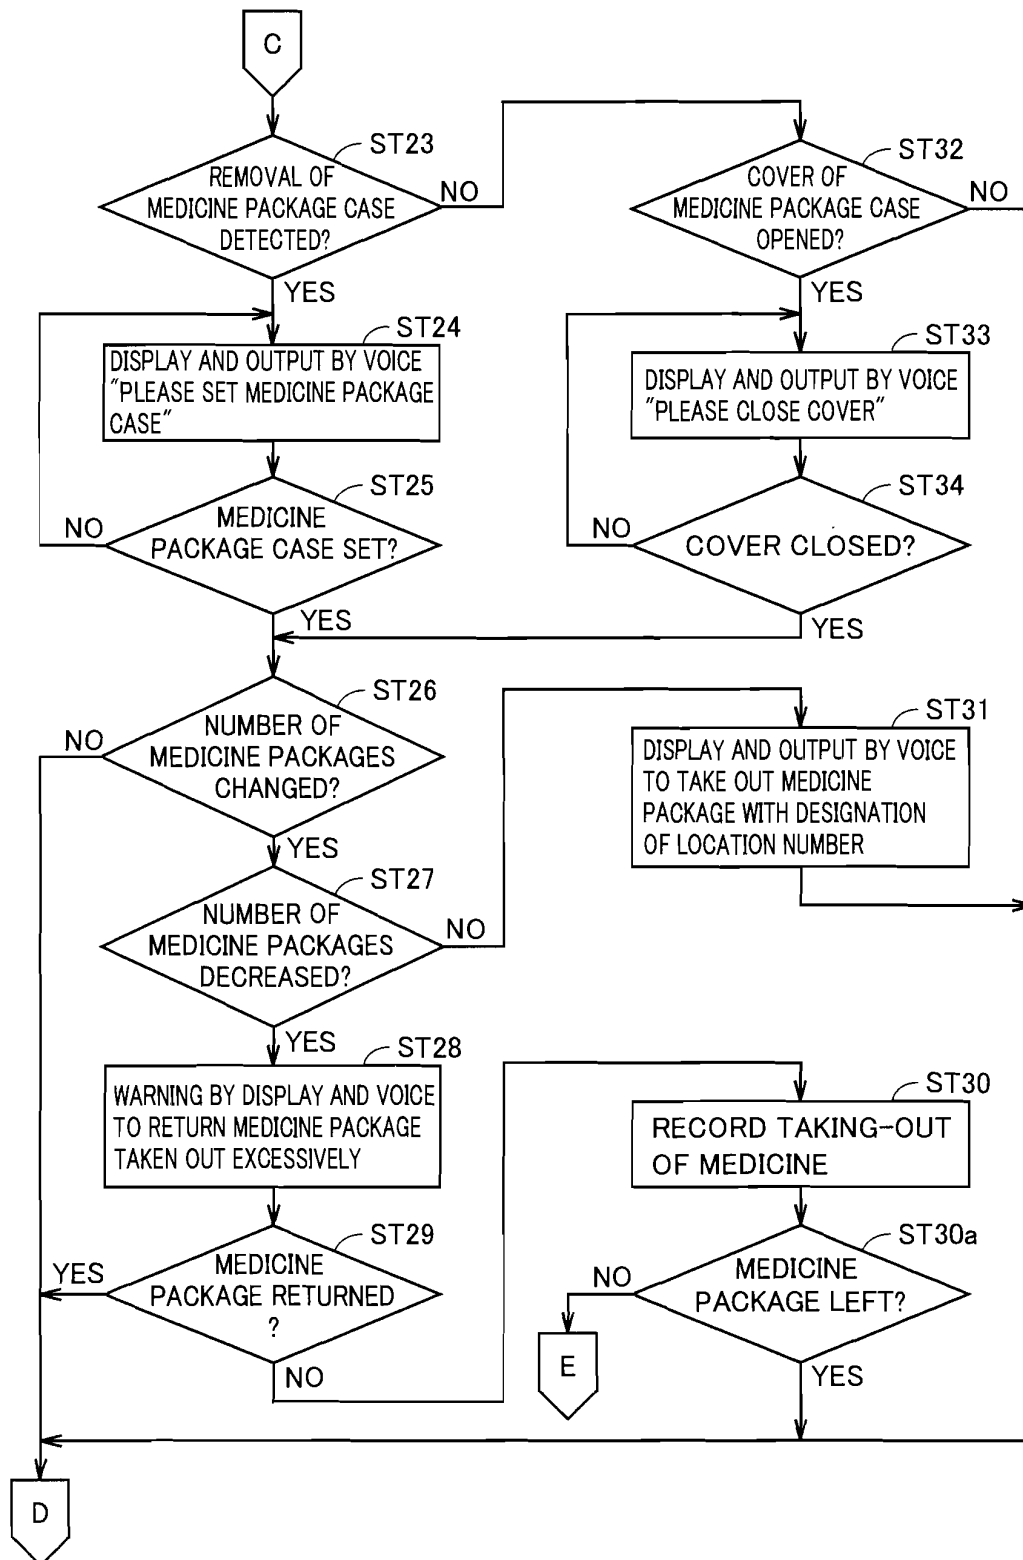 C
ST23
REMOVAL OF
MEDICINE PACKAGE CASE
DETECTED?
NO
YES
ST32
COVER OF
MEDICINE PACKAGE CASE
OPENED?
NO
YES
ST24
DISPLAY AND OUTPUT BY VOICE
"PLEASE SET MEDICINE PACKAGE
CASE"
ST33
DISPLAY AND OUTPUT BY VOICE
"PLEASE CLOSE COVER"
ST25
MEDICINE
PACKAGE CASE SET?
NO
YES
ST34
COVER CLOSED?
NO
YES
ST26
NUMBER OF
MEDICINE PACKAGES
CHANGED?
NO
YES
ST31
DISPLAY AND OUTPUT BY VOICE
TO TAKE OUT MEDICINE
PACKAGE WITH DESIGNATION
OF LOCATION NUMBER
ST27
NUMBER OF
MEDICINE PACKAGES
DECREASED?
NO
YES
ST28
WARNING BY DISPLAY AND VOICE
TO RETURN MEDICINE PACKAGE
TAKEN OUT EXCESSIVELY
ST30
RECORD TAKING-OUT
OF MEDICINE
ST29
MEDICINE
PACKAGE RETURNED
?
YES
NO
ST30a
MEDICINE
PACKAGE LEFT?
NO
YES
E
D